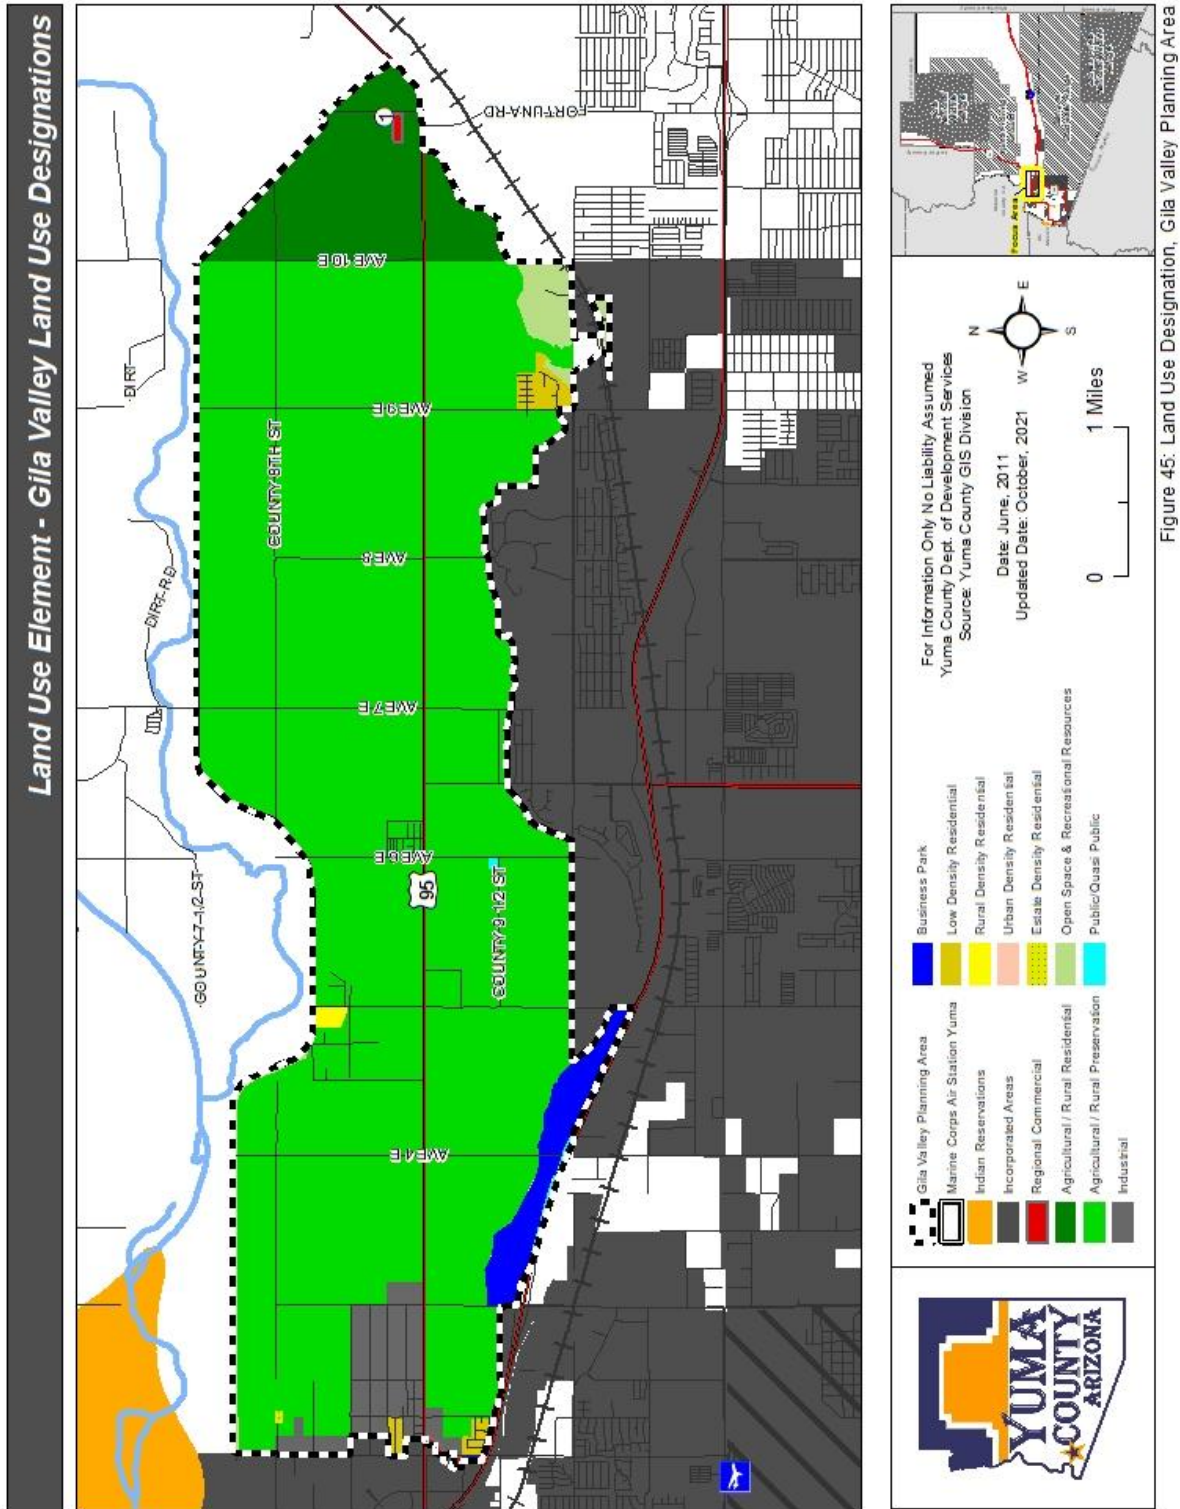 Land Use Element - Gila Valley Land Use Designations
DIRT
DIRT-RD
COUNTY-7-1/2-ST
COUNTY 8TH ST
AVE 4 E
AVE 6 E
AVE 7 E
AVE 8
AVE 9 E
AVE 10 E
95
COUNTY 9 1/2 ST
1
FORTUNA-RD
YUMA
COUNTY
ARIZONA
Gila Valley Planning Area
Marine Corps Air Station Yuma
Indian Reservations
Incorporated Areas
Regional Commercial
Agricultural / Rural Residential
Agricultural / Rural Preservation
Industrial
Business Park
Low Density Residential
Rural Density Residential
Urban Density Residential
Estate Density Residential
Open Space & Recreational Resources
Public/Quasi Public
For Information Only No Liability Assumed
Yuma County Dept. of Development Services
Source: Yuma County GIS Division
Date: June, 2011
Updated Date: October, 2021
N
W
E
S
0
1 Miles
Focus Area
Figure 45: Land Use Designation, Gila Valley Planning Area